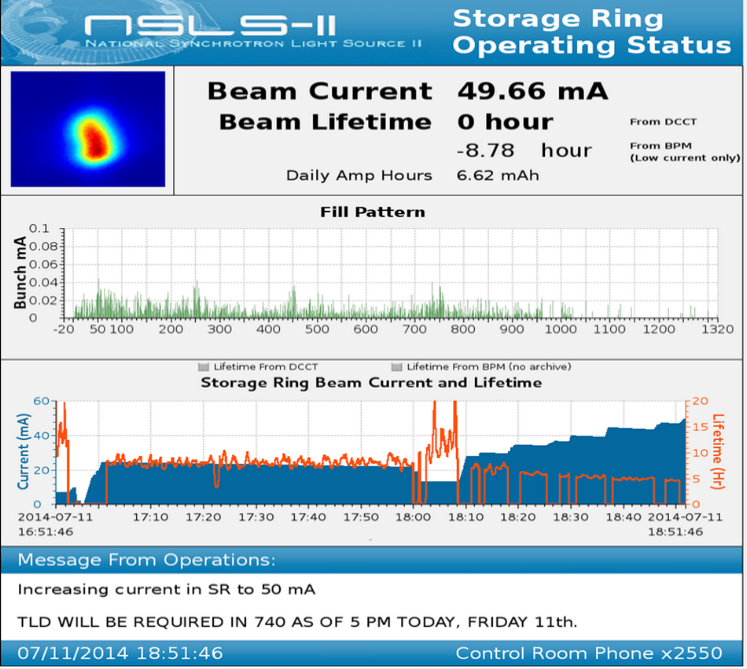 NSLS-II
NATIONAL SYNCHROTRON LIGHT SOURCE II
Storage Ring
Operating Status
Beam Current 49.66 mA
Beam Lifetime 0 hour From DCCT
-8.78 hour From BPM
(Low current only)
Daily Amp Hours 6.62 mAh
Fill Pattern
Bunch mA
0.1
0.08
0.06
0.04
0.02
0
-20 50 100 200 300 400 500 600 700 800 900 1000 1100 1200 1320
Lifetime From DCCT Lifetime From BPM (no archive)
Storage Ring Beam Current and Lifetime
Current (mA)
60
40
20
0
20
15
10
5
0
Lifetime (Hr)
2014-07-11 17:10 17:20 17:30 17:40 17:50 18:00 18:10 18:20 18:30 18:40 2014-07-11
16:51:46 18:51:46
Message From Operations:
Increasing current in SR to 50 mA
TLD WILL BE REQUIRED IN 740 AS OF 5 PM TODAY, FRIDAY 11th.
07/11/2014 18:51:46 Control Room Phone x2550